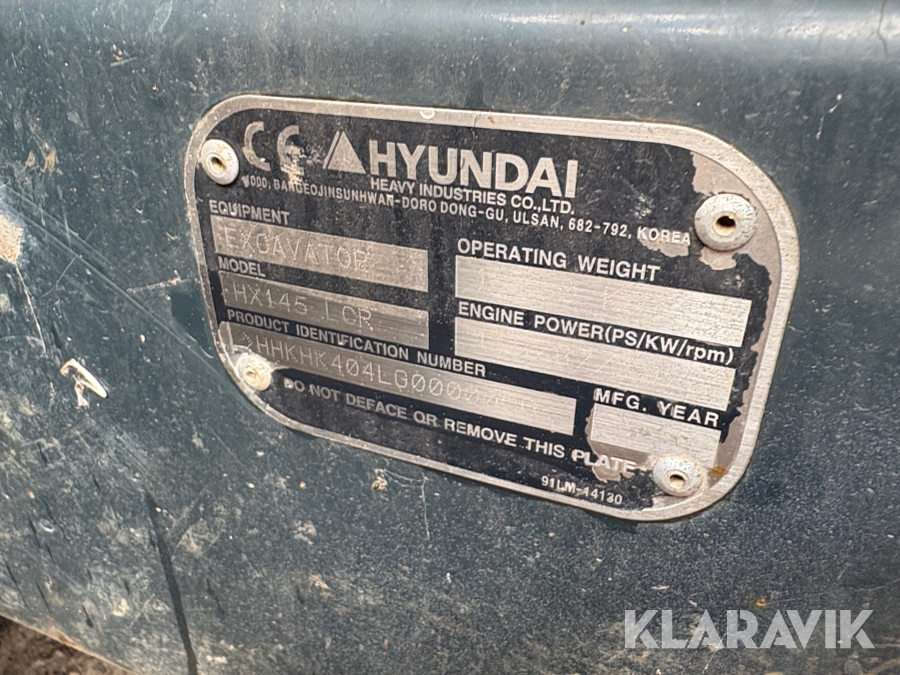 CE HYUNDAI
HEAVY INDUSTRIES CO.,LTD.
1000, BANGEOJINSUNHWAN-DORO DONG-GU, ULSAN, 682-792, KOREA
EQUIPMENT
EXCAVATOR
OPERATING WEIGHT
MODEL
HX145 LCR
ENGINE POWER(PS/KW/rpm)
PRODUCT IDENTIFICATION NUMBER
MFG. YEAR
DO NOT DEFACE OR REMOVE THIS PLATE
91LM-14130
KLARAVIK